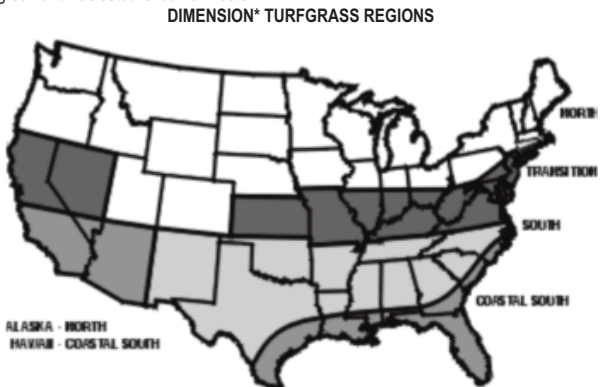 DIMENSION* TURFGRASS REGIONS
NORTH
TRANSITION
SOUTH
COASTAL SOUTH
ALASKA - NORTH
HAWAII - COASTAL SOUTH